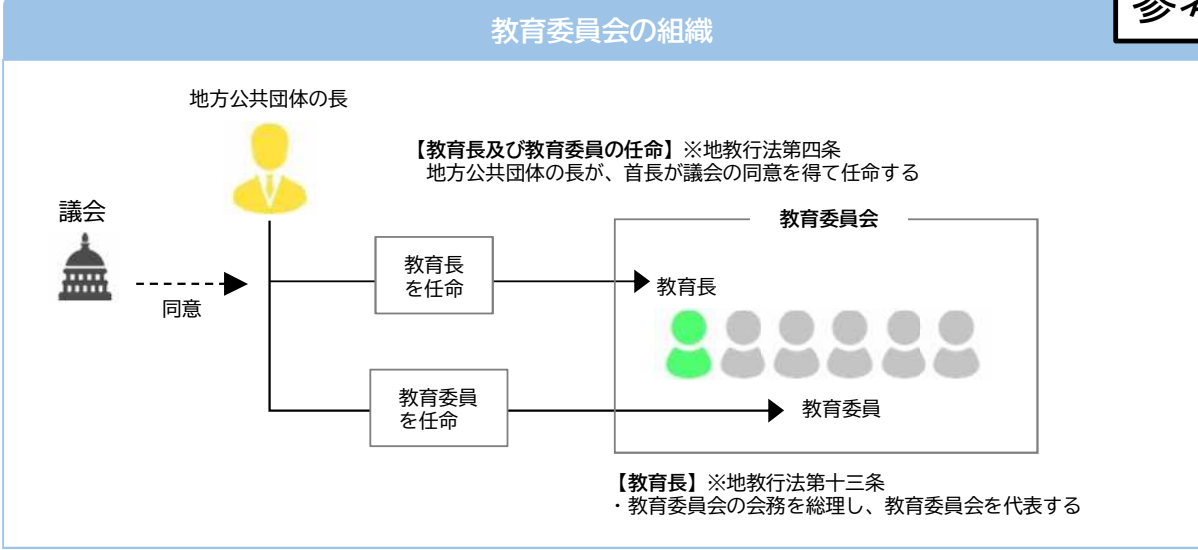 教育委員会の組織
地方公共団体の長
【教育長及び教育委員の任命】※地教行法第四条
地方公共団体の長が、首長が議会の同意を得て任命する
議会
同意
教育長
を任命
教育委員会
教育長
教育委員
を任命
教育委員
【教育長】※地教行法第十三条
・教育委員会の会務を総理し、教育委員会を代表する